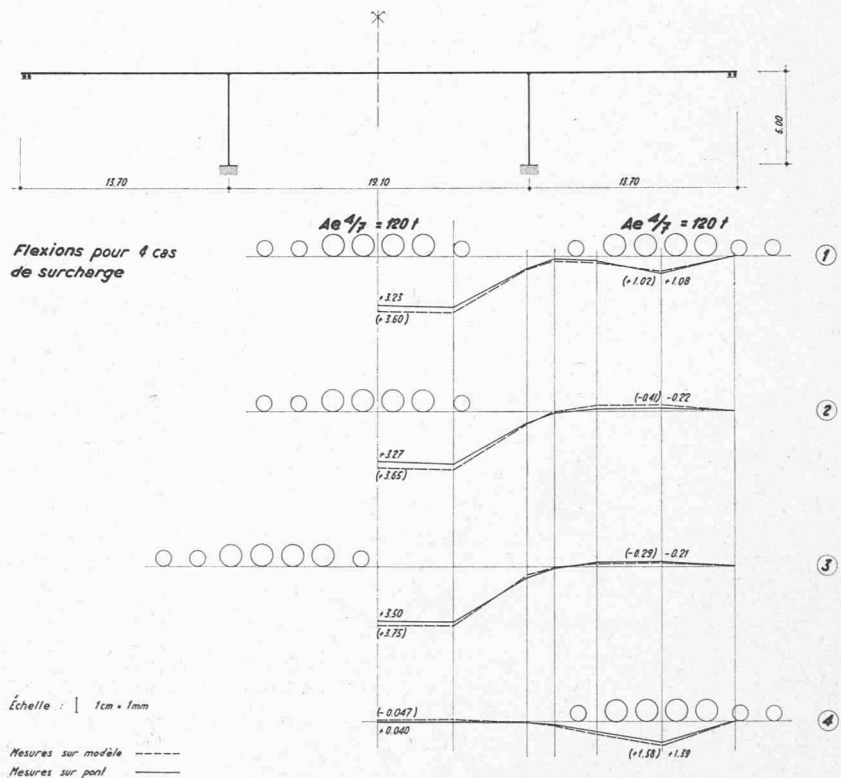 6.00
13.70 19.10 13.70
Flexions pour 4 cas
de surcharge
Ae 4/7 = 120 t
Ae 4/7 = 120 t
1
+3.23
(+3.60)
(+1.02) +1.08
2
(-0.41) -0.22
+3.27
(+3.65)
3
(-0.29) -0.21
+3.50
(+3.75)
4
(-0.047)
+0.040
(+1.58) +1.39
Échelle : 1cm = 1mm
Mesures sur modèle
Mesures sur pont